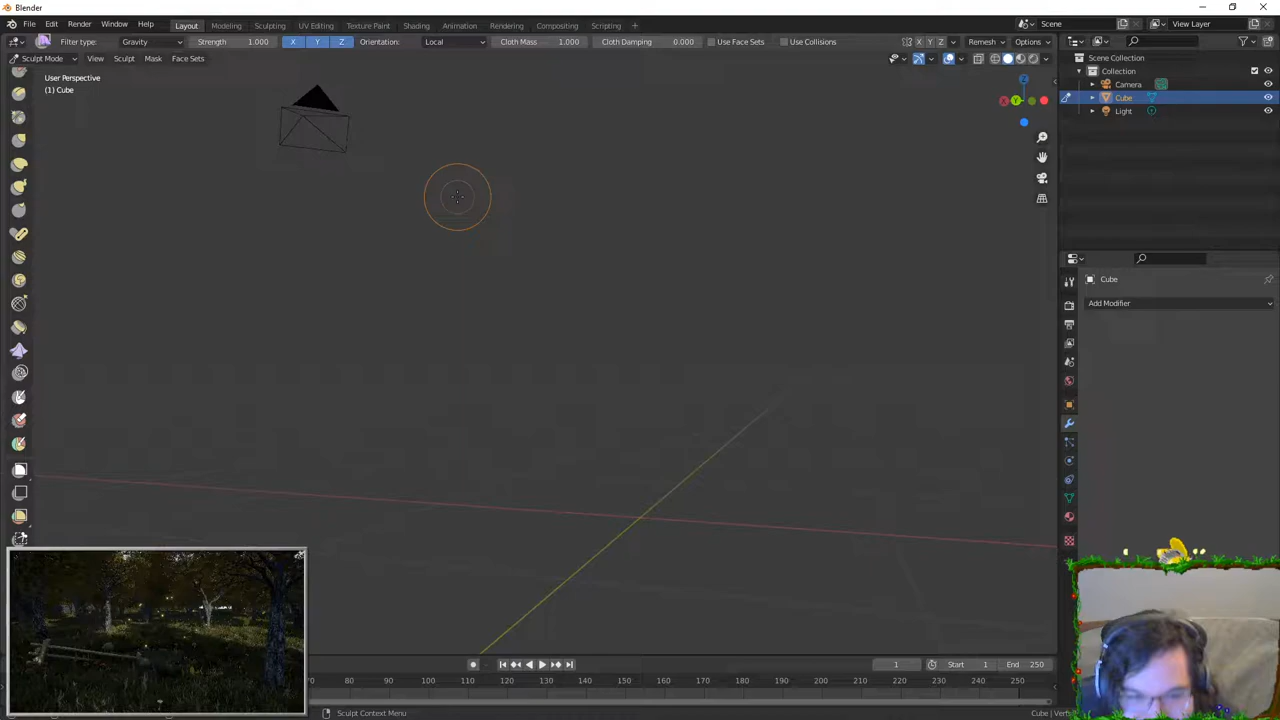 Blender
File Edit Render Window Help Layout Modeling Sculpting UV Editing Texture Paint Shading Animation Rendering Compositing Scripting + Scene View Layer
Filter type: Gravity Strength 1.000 X Y Z Orientation: Local Cloth Mass 1.000 Cloth Damping 0.000 Use Face Sets Use Collisions X Y Z Remesh Options
Sculpt Mode View Sculpt Mask Face Sets
User Perspective
(1) Cube
Z
X Y
Scene Collection
Collection
Camera
Cube
Light
Cube
Add Modifier
1 Start 1 End 250
70 80 90 100 110 120 130 140 150 160 170 180 190 200 210 220 230 240 250
Sculpt Context Menu
Cube | Ver